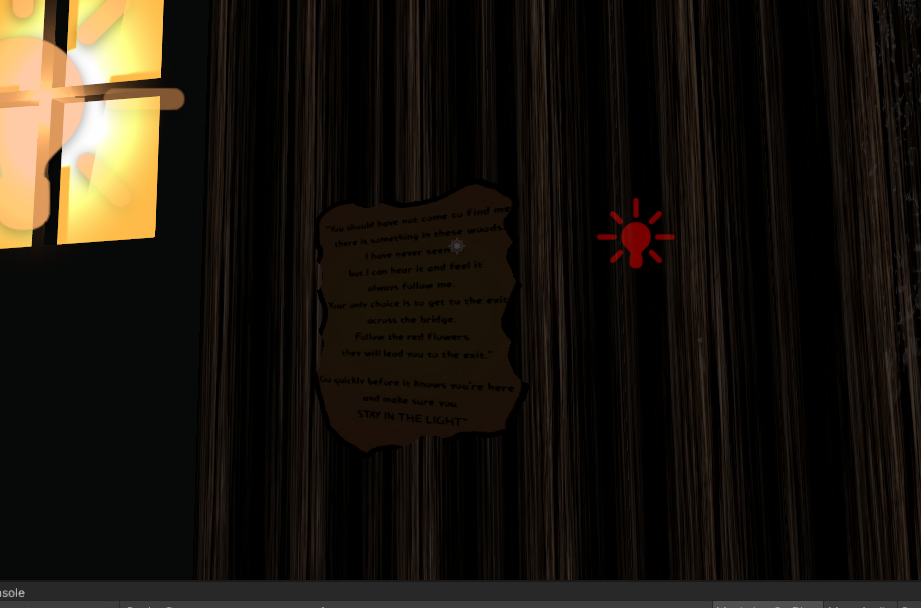 "You should have not come to find me
there is something in these woods.
I have never seen
but I can hear it and feel it
always follow me.
Your only choice is to get to the exit
across the bridge.
Follow the red flowers,
they will lead you to the exit."
Go quickly before it knows you're here
and make sure you
STAY IN THE LIGHT"
nsole